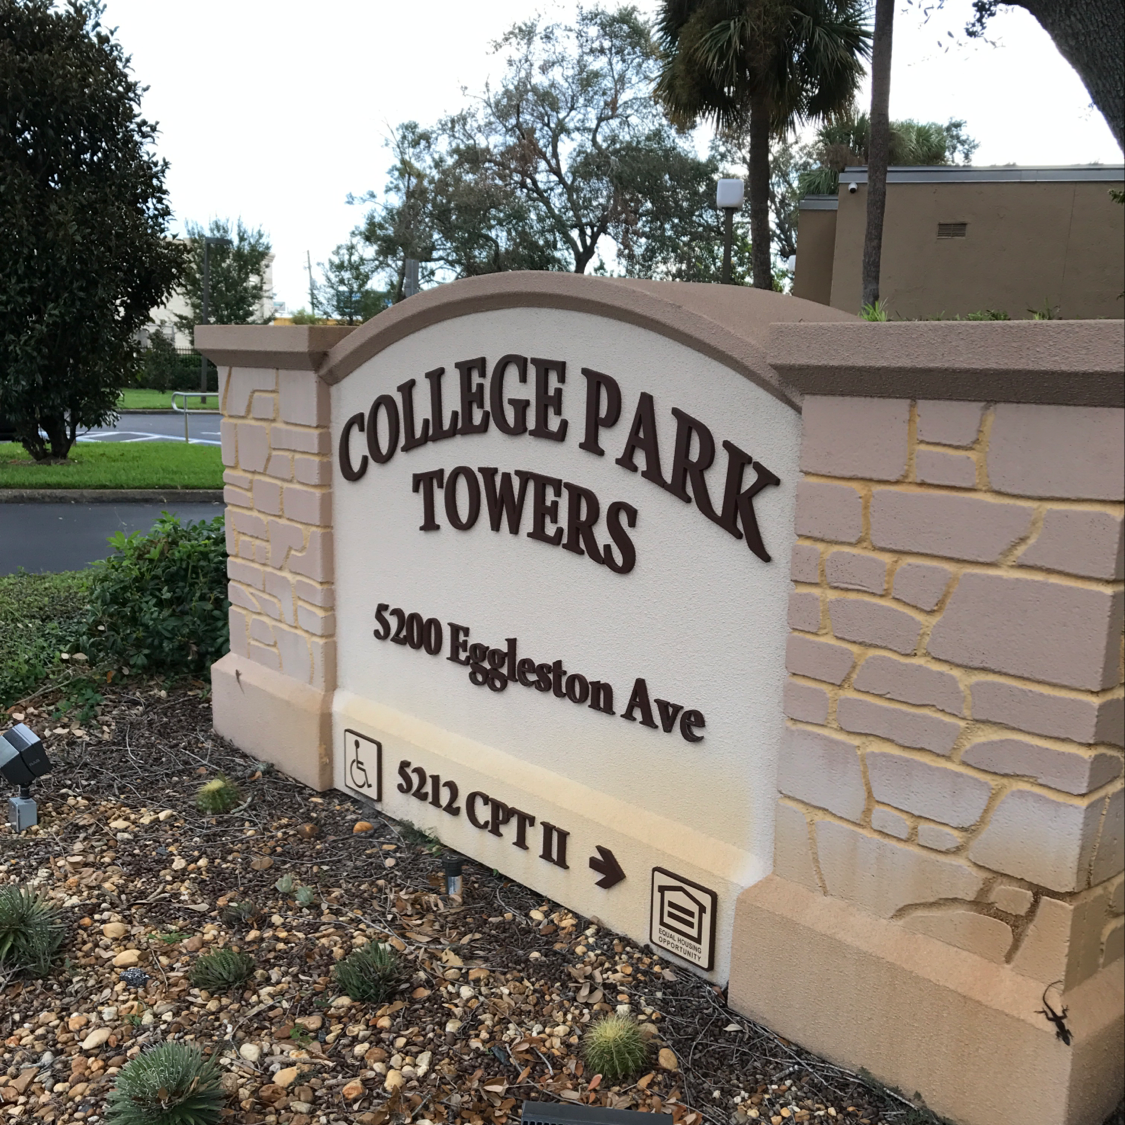 COLLEGE PARK
TOWERS
5200 Eggleston Ave
5212 CPT II
EQUAL HOUSING
OPPORTUNITY